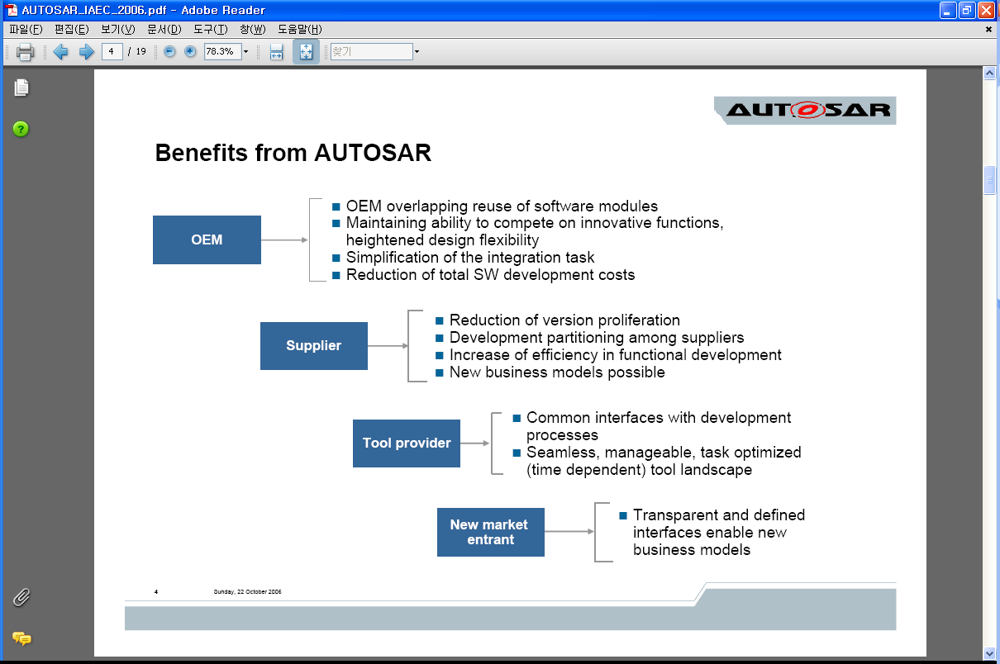 AUTOSAR_IAEC_2006.pdf - Adobe Reader
파일(F) 편집(E) 보기(V) 문서(D) 도구(T) 창(W) 도움말(H)
4 / 19 78.3% 찾기
AUTOSAR
Benefits from AUTOSAR
OEM
OEM overlapping reuse of software modules
Maintaining ability to compete on innovative functions,
heightened design flexibility
Simplification of the integration task
Reduction of total SW development costs
Supplier
Reduction of version proliferation
Development partitioning among suppliers
Increase of efficiency in functional development
New business models possible
Tool provider
Common interfaces with development
processes
Seamless, manageable, task optimized
(time dependent) tool landscape
New market
entrant
Transparent and defined
interfaces enable new
business models
4 Sunday, 22 October 2006